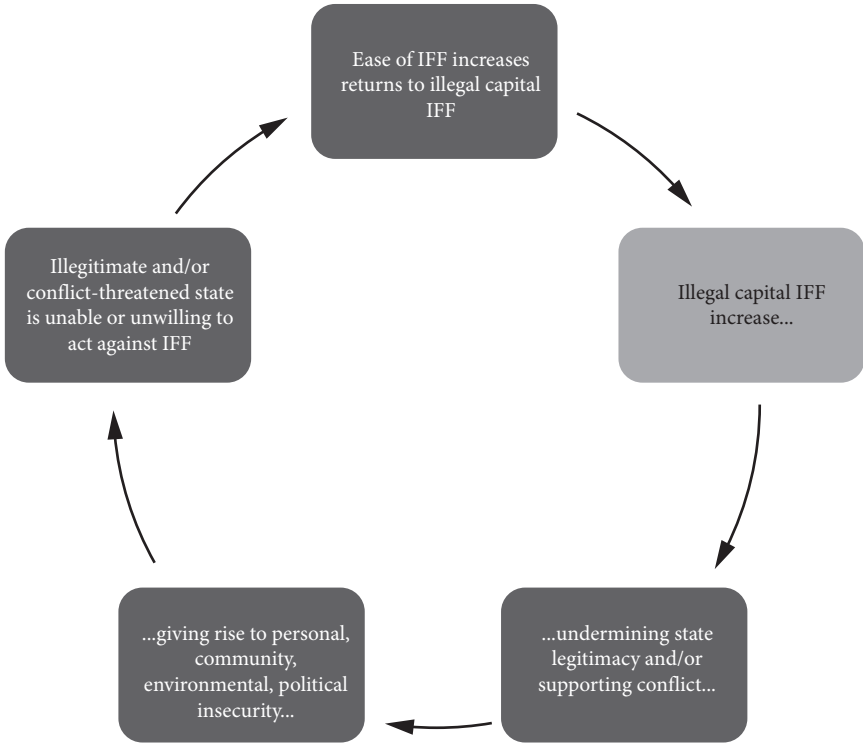 Ease of IFF increases
returns to illegal capital
IFF
Illegal capital IFF
increase...
...undermining state
legitimacy and/or
supporting conflict...
...giving rise to personal,
community,
environmental, political
insecurity...
Illegitimate and/or
conflict-threatened state
is unable or unwilling to
act against IFF